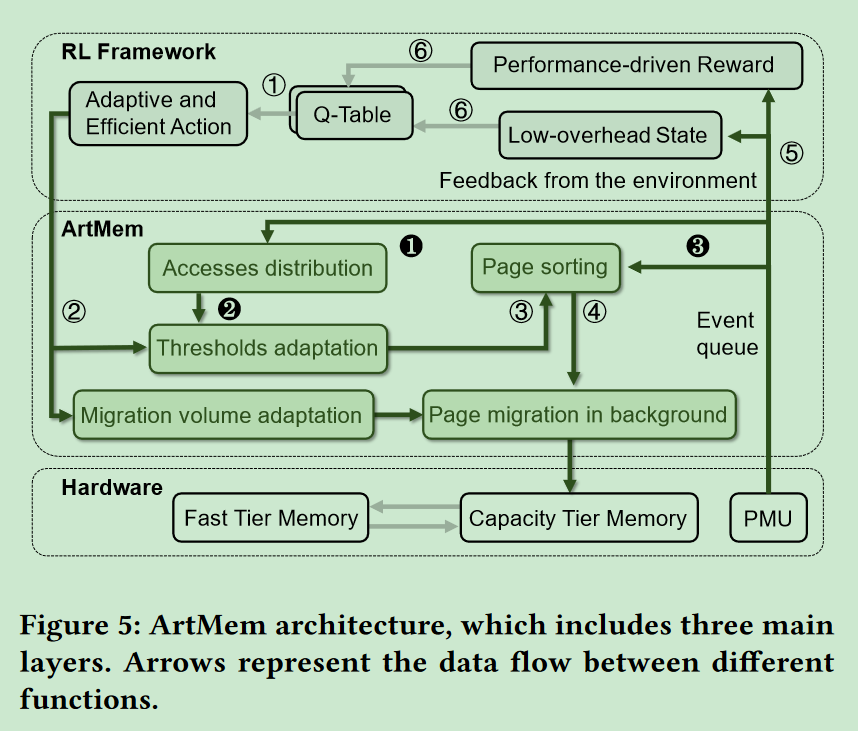 RL Framework
⑥
Performance-driven Reward
Adaptive and
Efficient Action
①
Q-Table
⑥
Low-overhead State
⑤
Feedback from the environment
ArtMem
❶
❸
Accesses distribution
Page sorting
②
❷
③
④
Event
queue
Thresholds adaptation
Migration volume adaptation
Page migration in background
Hardware
Fast Tier Memory
Capacity Tier Memory
PMU
Figure 5: ArtMem architecture, which includes three main
layers. Arrows represent the data flow between different
functions.